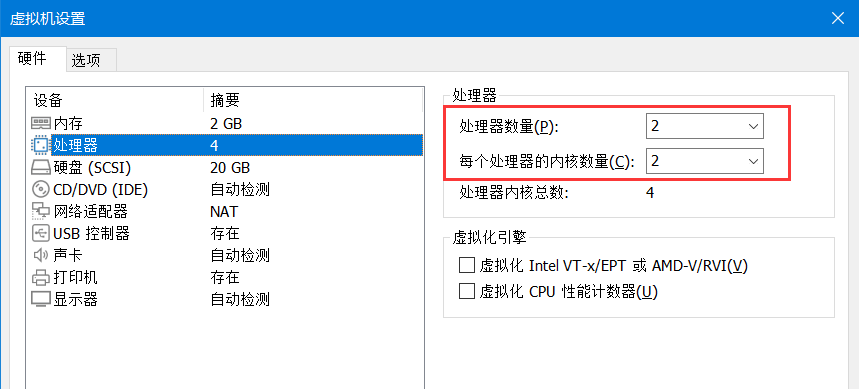 虚拟机设置
硬件 选项
设备 摘要
内存 2 GB
处理器 4
硬盘 (SCSI) 20 GB
CD/DVD (IDE) 自动检测
网络适配器 NAT
USB 控制器 存在
声卡 自动检测
打印机 存在
显示器 自动检测
处理器
处理器数量(P): 2
每个处理器的内核数量(C): 2
处理器内核总数: 4
虚拟化引擎
虚拟化 Intel VT-x/EPT 或 AMD-V/RVI(V)
虚拟化 CPU 性能计数器(U)